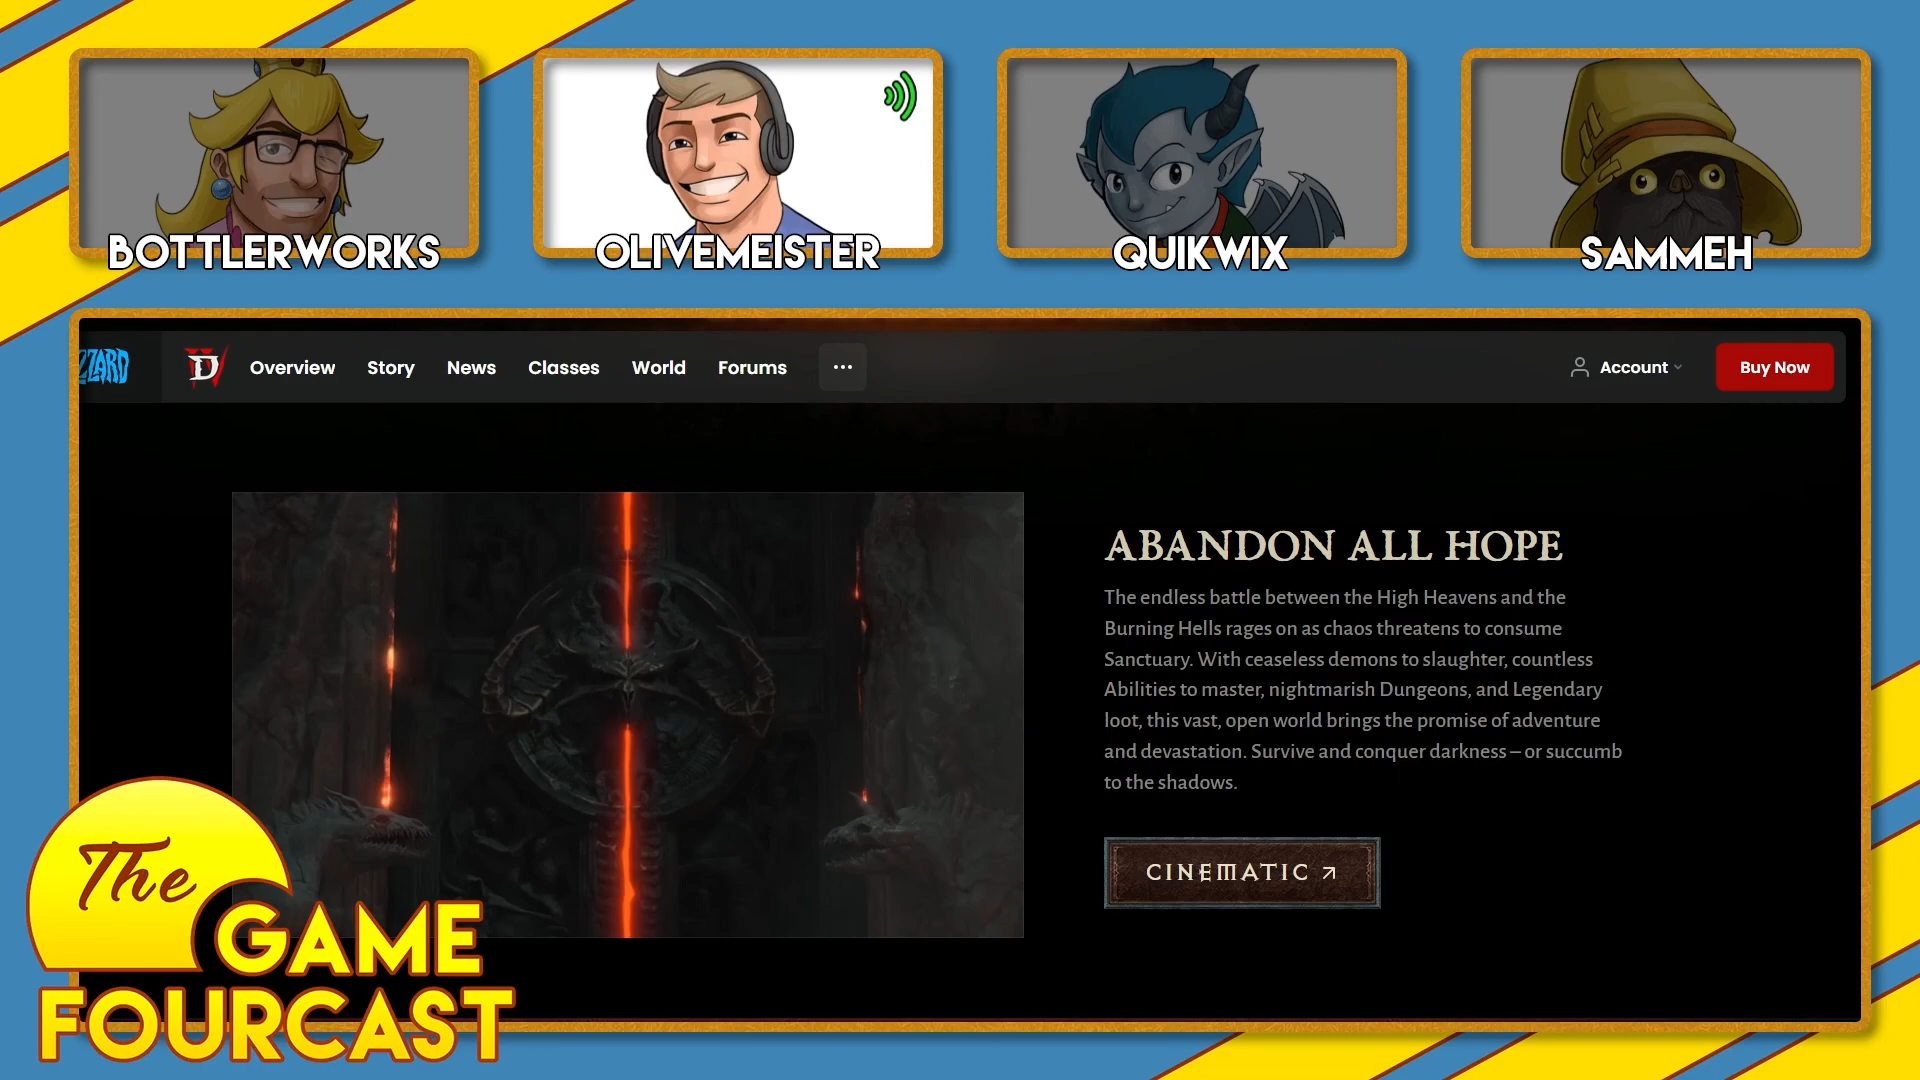 BOTTLERWORKS
OLIVEMEISTER
QUIKWIX
SAMMEH
ZZARD
D
Overview
Story
News
Classes
World
Forums
...
Account
Buy Now
ABANDON ALL HOPE
The endless battle between the High Heavens and the
Burning Hells rages on as chaos threatens to consume
Sanctuary. With ceaseless demons to slaughter, countless
Abilities to master, nightmarish Dungeons, and Legendary
loot, this vast, open world brings the promise of adventure
and devastation. Survive and conquer darkness – or succumb
to the shadows.
CINEMATIC
The
GAME
FOURCAST